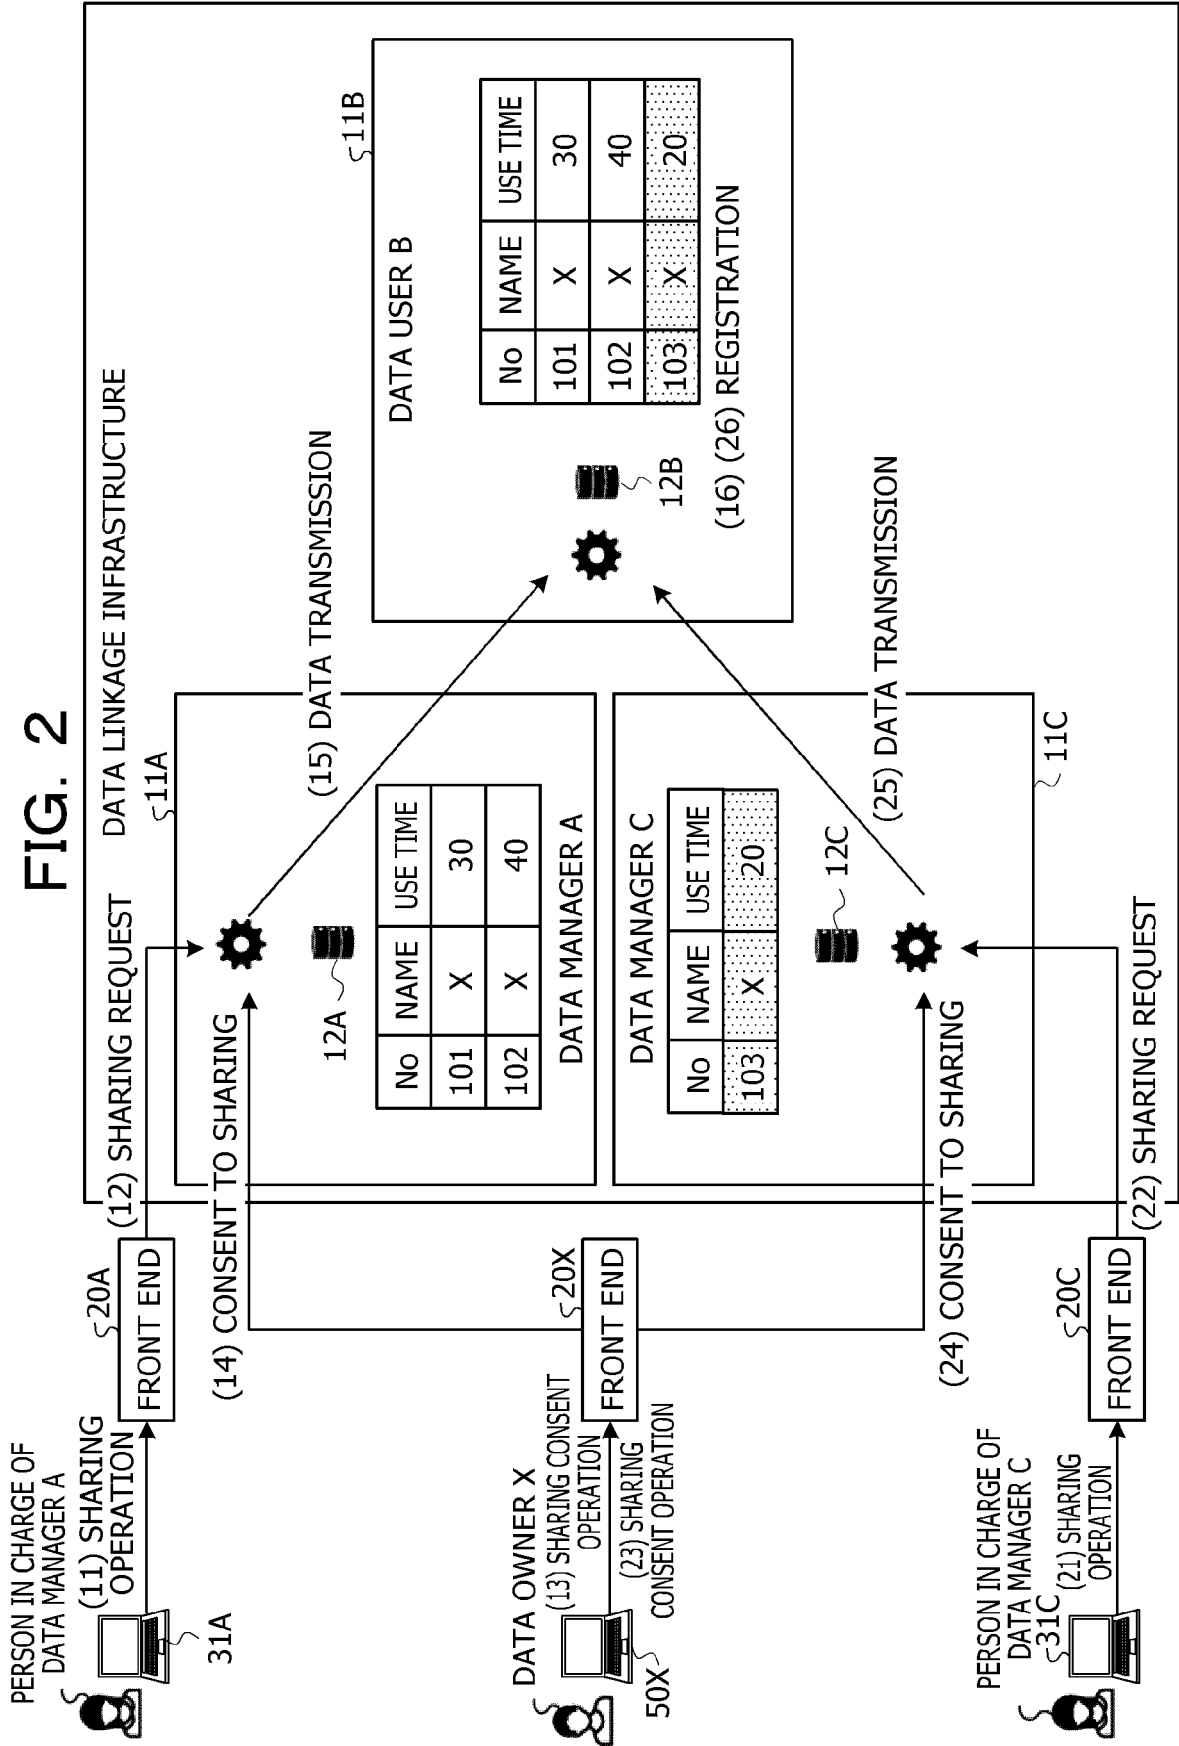 FIG. 2
PERSON IN CHARGE OF
DATA MANAGER A
31A
(11) SHARING
OPERATION
20A
FRONT END
(12) SHARING REQUEST
(14) CONSENT TO SHARING
DATA LINKAGE INFRASTRUCTURE
11A
12A
No NAME USE TIME
101 X 30
102 X 40
DATA MANAGER A
(15) DATA TRANSMISSION
11B
DATA USER B
12B
No NAME USE TIME
101 X 30
102 X 40
103 X 20
(16) (26) REGISTRATION
DATA OWNER X
50X
(13) SHARING CONSENT
OPERATION
(23) SHARING
CONSENT OPERATION
20X
FRONT END
DATA MANAGER C
No NAME USE TIME
103 X 20
12C
11C
(25) DATA TRANSMISSION
(24) CONSENT TO SHARING
PERSON IN CHARGE OF
DATA MANAGER C
31C
(21) SHARING
OPERATION
20C
FRONT END
(22) SHARING REQUEST